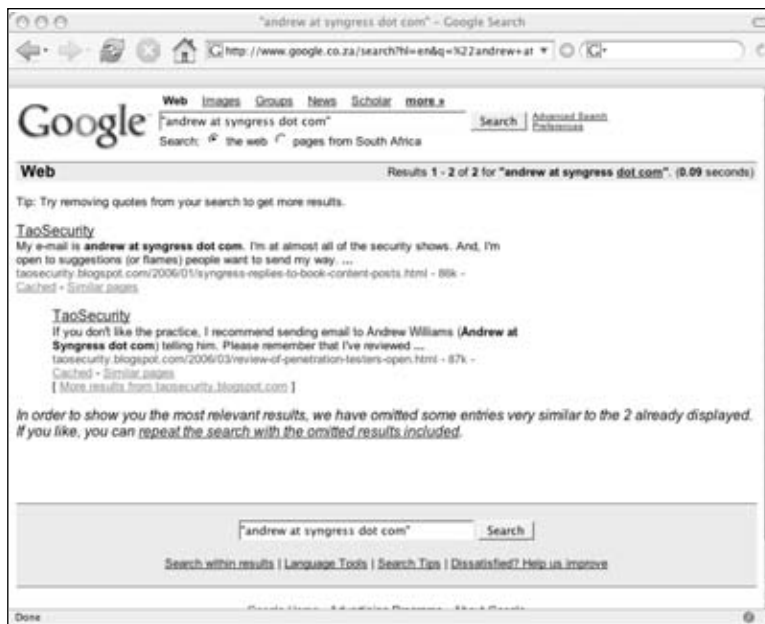 "andrew at syngress dot com" - Google Search
http://www.google.co.za/search?hl=en&q=%22andrew+at
Web Images Groups News Scholar more »
Google
"andrew at syngress dot com"
Search
Advanced Search
Preferences
Search: the web pages from South Africa
Web
Results 1 - 2 of 2 for "andrew at syngress dot com". (0.09 seconds)
Tip: Try removing quotes from your search to get more results.
TaoSecurity
My e-mail is andrew at syngress dot com. I'm at almost all of the security shows. And, I'm
open to suggestions (or flames) people want to send my way. ...
taosecurity.blogspot.com/2006/01/syngress-replies-to-book-content-posts.html - 86k -
Cached - Similar pages
TaoSecurity
If you don't like the practice, I recommend sending email to Andrew Williams (Andrew at
Syngress dot com) telling him. Please remember that I've reviewed ...
taosecurity.blogspot.com/2006/03/review-of-penetration-testers-open.html - 87k -
Cached - Similar pages
[ More results from taosecurity.blogspot.com ]
In order to show you the most relevant results, we have omitted some entries very similar to the 2 already displayed.
If you like, you can repeat the search with the omitted results included.
"andrew at syngress dot com"
Search
Search within results | Language Tools | Search Tips | Dissatisfied? Help us improve
Done